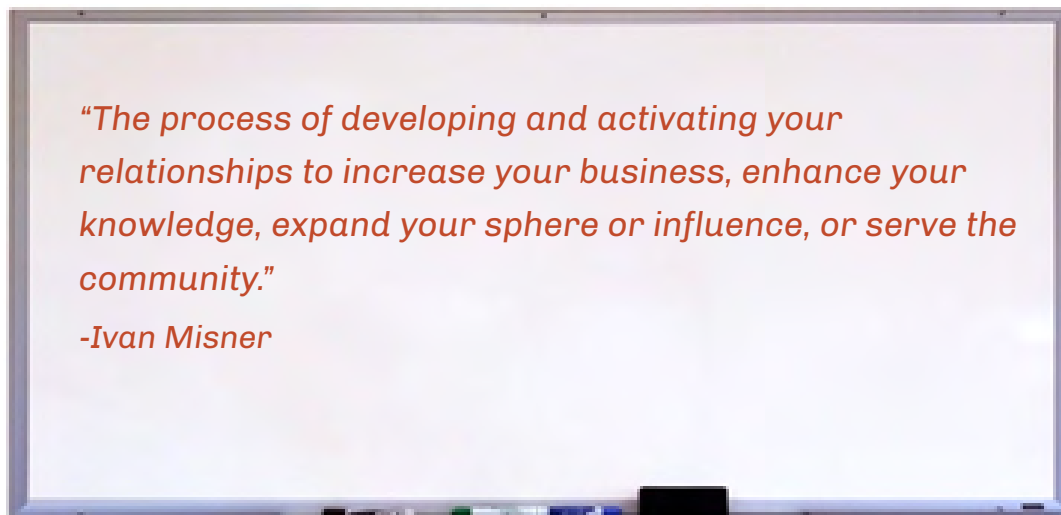 “The process of developing and activating your
relationships to increase your business, enhance your
knowledge, expand your sphere or influence, or serve the
community.”
-Ivan Misner